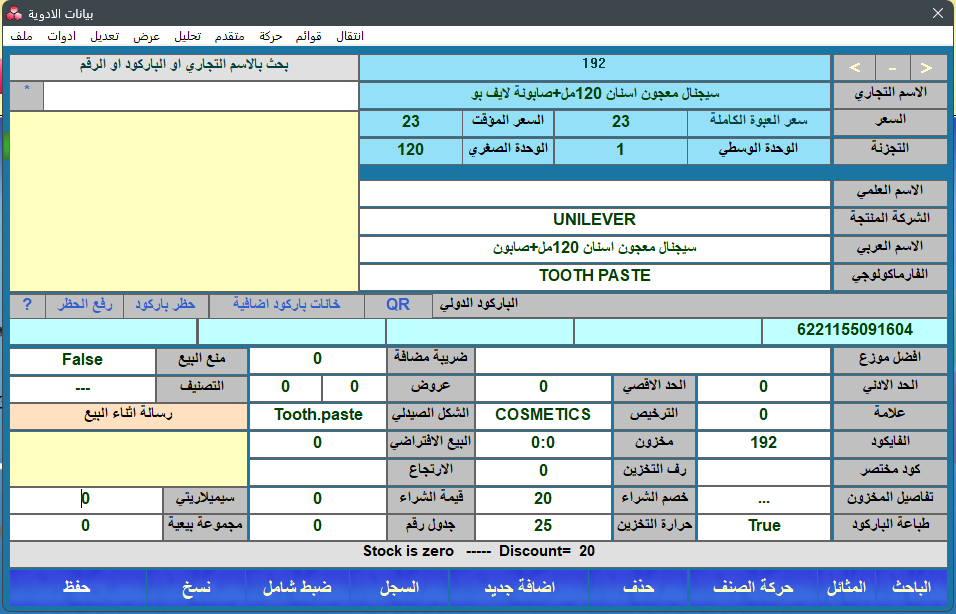 بيانات الادوية
ملف ادوات تعديل عرض تحليل متقدم حركة قوائم انتقال
< - > 192 بحث بالاسم التجاري او الباركود او الرقم
الاسم التجاري سيجنال معجون اسنان 120مل+صابونة لايف بو *
السعر سعر العبوة الكاملة 23 السعر المؤقت 23
التجزئة الوحدة الوسطي 1 الوحدة الصغري 120
الاسم العلمي
الشركة المنتجة UNILEVER
الاسم العربي سيجنال معجون اسنان 120مل+صابون
الفارماكولوجي TOOTH PASTE
الباركود الدولي QR خانات باركود اضافية حظر باركود رفع الحظر ?
6221155091604
افضل موزع ضريبة مضافة 0 منع البيع False
الحد الادني 0 الحد الاقصي 0 عروض 0 0 التصنيف ---
علامة 0 الترخيص COSMETICS الشكل الصيدلي Tooth.paste رسالة اثناء البيع
الفايكود 192 مخزون 0:0 البيع الافتراضي 0
كود مختصر رف التخزين 0 الارتجاع
تفاصيل المخزون ... خصم الشراء 20 قيمة الشراء 0 سيميلاريتي 0
طباعة الباركود True حرارة التخزين 25 جدول رقم 0 مجموعة بيعية 0
Stock is zero ----- Discount= 20
الباحث المثائل حركة الصنف حذف اضافة جديد السجل ضبط شامل نسخ حفظ